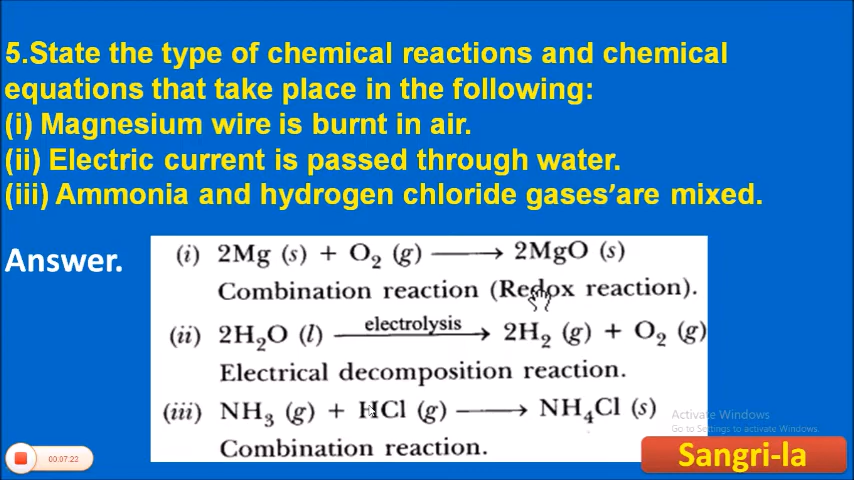 5.State the type of chemical reactions and chemical
equations that take place in the following:
(i) Magnesium wire is burnt in air.
(ii) Electric current is passed through water.
(iii) Ammonia and hydrogen chloride gases’are mixed.
Answer.
(i) 2Mg (s) + O₂ (g) ⟶ 2MgO (s)
Combination reaction (Redox reaction).
(ii) 2H₂O (l) electrolysis⟶ 2H₂ (g) + O₂ (g)
Electrical decomposition reaction.
(iii) NH₃ (g) + HCl (g) ⟶ NH₄Cl (s)
Combination reaction.
Activate Windows
Go to Settings to activate Windows.
00:07:22
Sangri-la